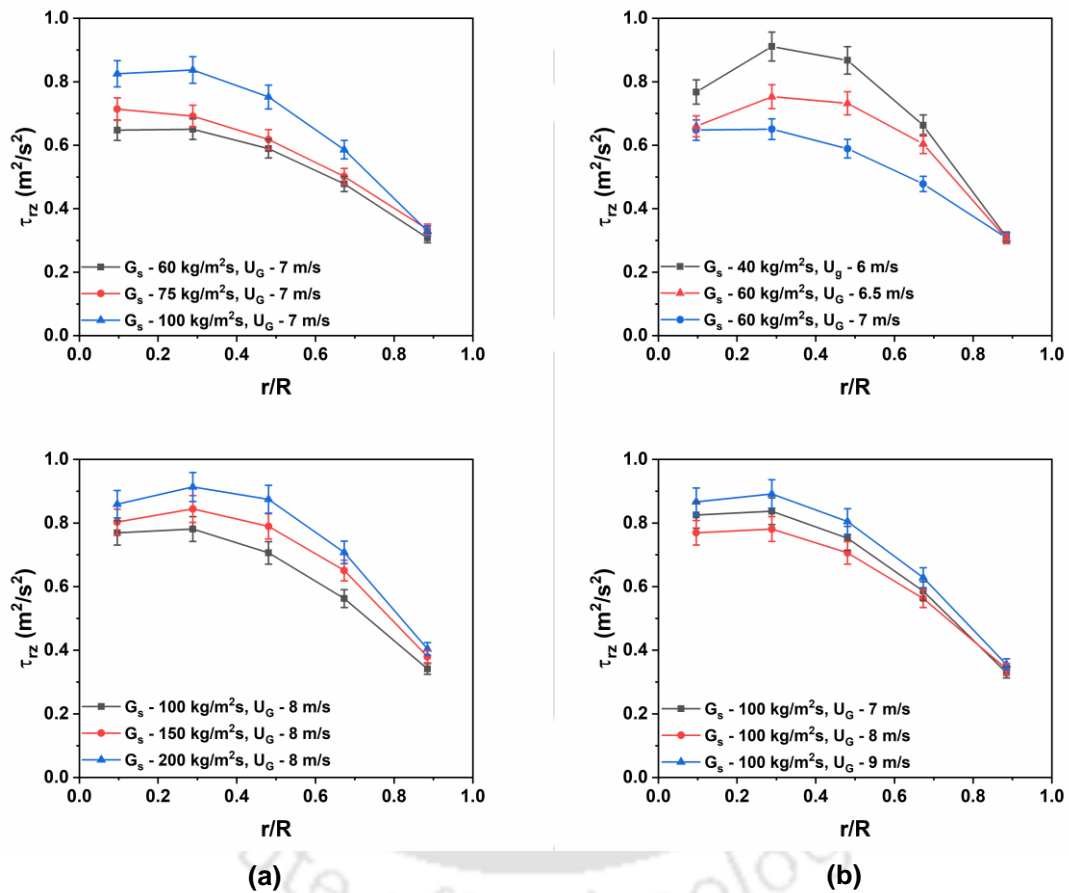 1.0
0.8
0.6
0.4
0.2
0.0
τrz (m²/s²)
Gs - 60 kg/m²s, UG - 7 m/s
Gs - 75 kg/m²s, UG - 7 m/s
Gs - 100 kg/m²s, UG - 7 m/s
0.0 0.2 0.4 0.6 0.8 1.0
r/R
1.0
0.8
0.6
0.4
0.2
0.0
τrz (m²/s²)
Gs - 40 kg/m²s, Ug - 6 m/s
Gs - 60 kg/m²s, UG - 6.5 m/s
Gs - 60 kg/m²s, UG - 7 m/s
0.0 0.2 0.4 0.6 0.8 1.0
r/R
1.0
0.8
0.6
0.4
0.2
0.0
τrz (m²/s²)
Gs - 100 kg/m²s, UG - 8 m/s
Gs - 150 kg/m²s, UG - 8 m/s
Gs - 200 kg/m²s, UG - 8 m/s
0.0 0.2 0.4 0.6 0.8 1.0
r/R
1.0
0.8
0.6
0.4
0.2
0.0
τrz (m²/s²)
Gs - 100 kg/m²s, UG - 7 m/s
Gs - 100 kg/m²s, UG - 8 m/s
Gs - 100 kg/m²s, UG - 9 m/s
0.0 0.2 0.4 0.6 0.8 1.0
r/R
(a)
(b)